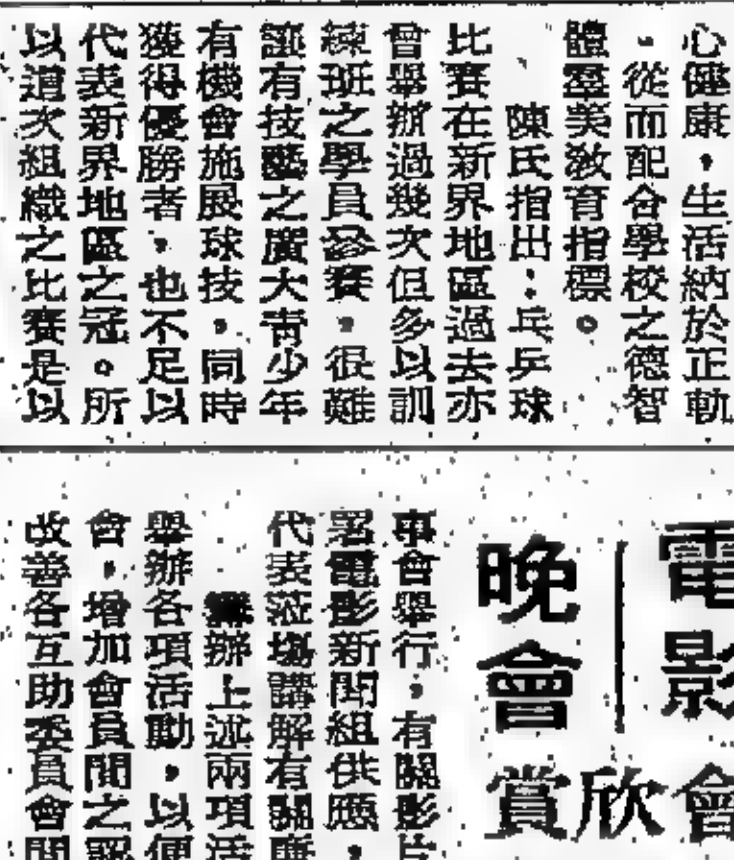 心健康，生活納於正軌
，從而配合學校之德智
體羣美敎育指標。
陳氏指出：乓乒球
比賽在新界地區過去亦
曾舉辦過幾次但多以訓
練班之學員參賽，很難
讓有技藝之廣大靑少年
有機會施展球技，同時
獲得優勝者，也不足以
代表新界地區之冠。所
以這次組織之比賽是以
電影
會
晚會
欣賞
事會舉行，有關影片
電影新聞組供應，
代表蒞塲講解有關
辦上述兩項活
舉辦各項活動，以便
會，增加會員間之認
改善各互助委員會間